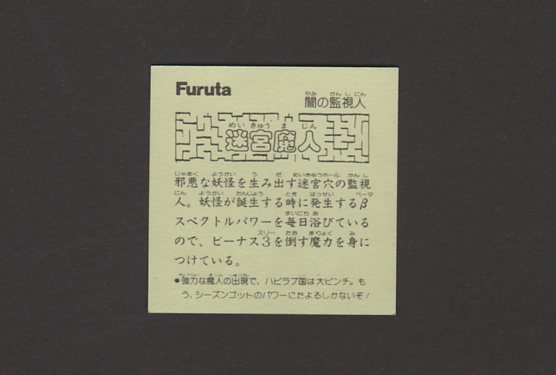 Furuta
闇の監視人
迷宮魔人
邪悪な妖怪を生み出す迷宮穴の監視
人。妖怪が誕生する時に発生するβ
スペクトルパワーを毎日浴びている
ので、ビーナス3を倒す魔力を身に
つけている。
●強力な魔人の出現で、ハピラブ国は大ピンチ。も
う、シーズンゴットのパワーにたよるしかないぞ!